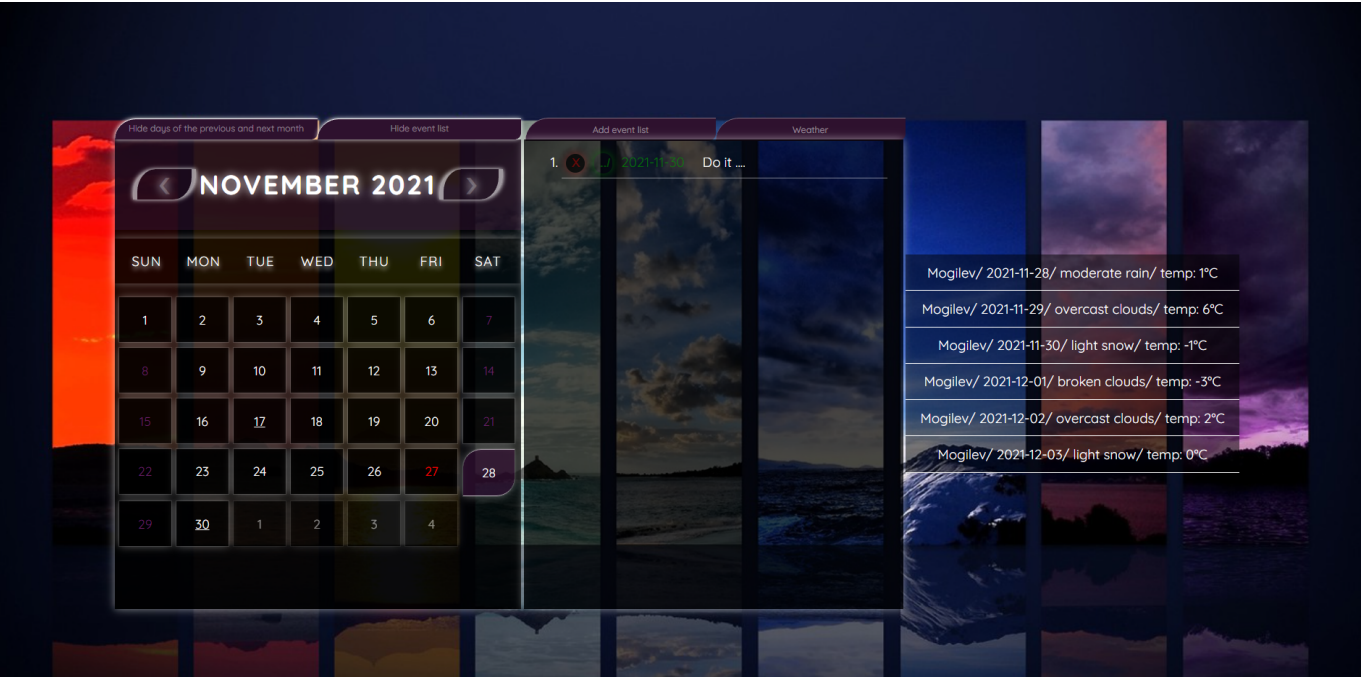 Hide days of the previous and next month
Hide event list
Add event list
Weather
NOVEMBER 2021
SUN MON TUE WED THU FRI SAT
1 2 3 4 5 6 7
8 9 10 11 12 13 14
15 16 17 18 19 20 21
22 23 24 25 26 27 28
29 30 1 2 3 4
1. X 2021-11-30 Do it ....
Mogilev/ 2021-11-28/ moderate rain/ temp: 1°C
Mogilev/ 2021-11-29/ overcast clouds/ temp: 6°C
Mogilev/ 2021-11-30/ light snow/ temp: -1°C
Mogilev/ 2021-12-01/ broken clouds/ temp: -3°C
Mogilev/ 2021-12-02/ overcast clouds/ temp: 2°C
Mogilev/ 2021-12-03/ light snow/ temp: 0°C